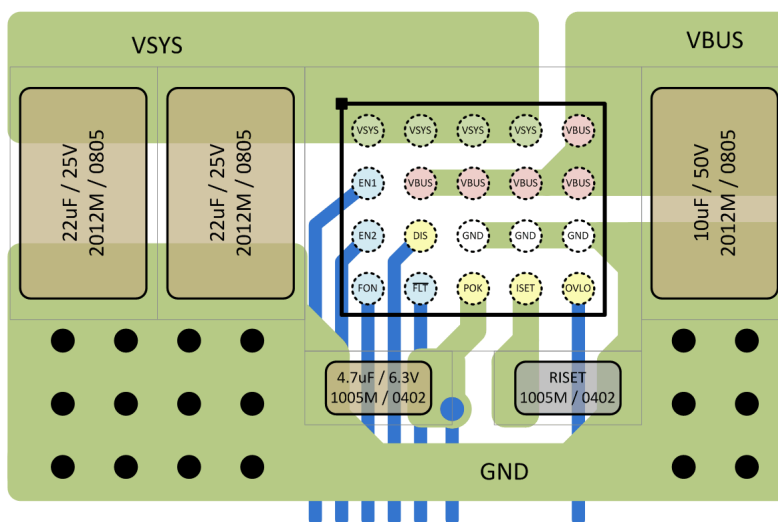 VSYS
VBUS
22uF / 25V
2012M / 0805
22uF / 25V
2012M / 0805
VSYS VSYS VSYS VSYS VBUS
EN1 VBUS VBUS VBUS VBUS
EN2 DIS GND GND GND
FON FLT POK ISET OVLO
10uF / 50V
2012M / 0805
4.7uF / 6.3V
1005M / 0402
RISET
1005M / 0402
GND